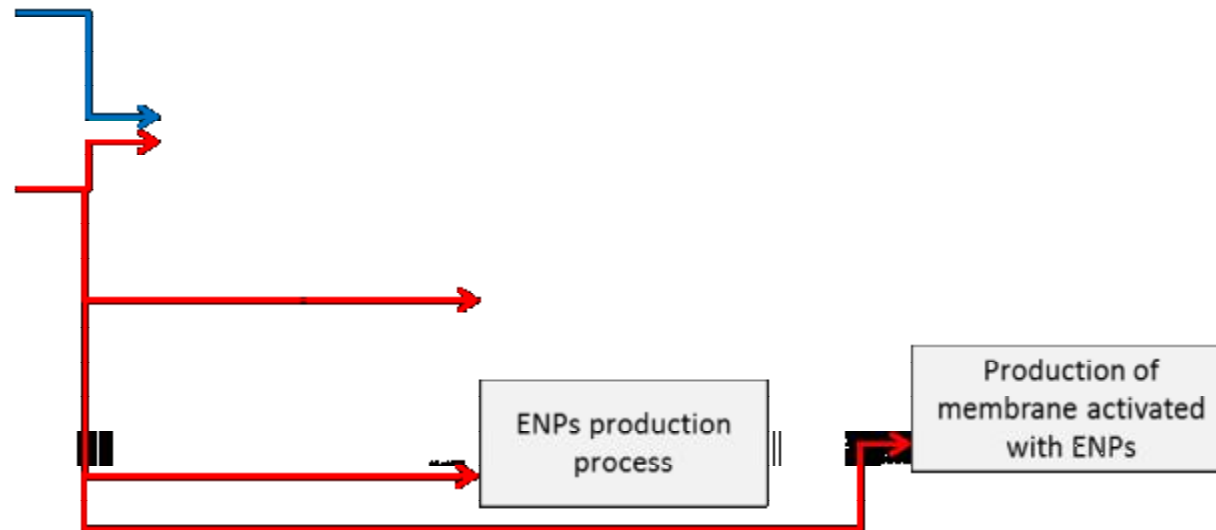 ENPs production
process
Production of
membrane activated
with ENPs